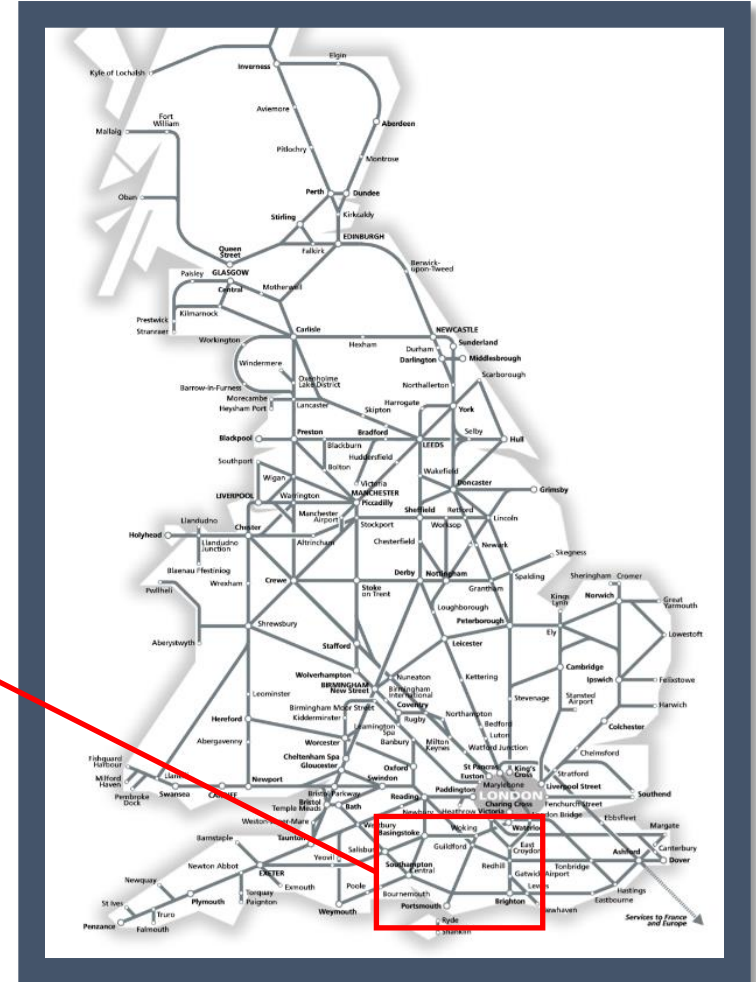 Elgin
Inverness
Kyle of Lochalsh
Aviemore
Fort
William
Aberdeen
Mallaig
Pitlochry
Montrose
Perth
Dundee
Oban
Stirling
Kirkcaldy
EDINBURGH
Queen
Street
Falkirk
Berwick-
upon-Tweed
Paisley
GLASGOW
Central
Motherwell
Prestwick
Kilmarnock
Stranraer
Carlisle
NEWCASTLE
Workington
Hexham
Sunderland
Durham
Darlington
Middlesbrough
Windermere
Scarborough
Oxenholme
Lake District
Barrow-in-Furness
Northallerton
Morecambe
Heysham Port
Lancaster
Harrogate
Skipton
York
Blackpool
Preston
Bradford
Selby
Hull
Blackburn
LEEDS
Huddersfield
Southport
Bolton
Wakefield
Wigan
Victoria
Doncaster
LIVERPOOL
Warrington
MANCHESTER
Piccadilly
Grimsby
Manchester
Airport
Sheffield
Retford
Llandudno
Stockport
Worksop
Lincoln
Holyhead
Chester
Llandudno
Junction
Altrincham
Chesterfield
Newark
Skegness
Blaenau Ffestiniog
Derby
Nottingham
Pwllheli
Wrexham
Crewe
Stoke
on Trent
Grantham
Spalding
Sheringham
Cromer
Kings
Lynn
Norwich
Great
Yarmouth
Loughborough
Shrewsbury
Peterborough
Ely
Lowestoft
Aberystwyth
Stafford
Leicester
Wolverhampton
Nuneaton
Kettering
Cambridge
BIRMINGHAM
New Street
Birmingham
International
Ipswich
Felixstowe
Leominster
Coventry
Stevenage
Stansted
Airport
Harwich
Birmingham Moor Street
Kidderminster
Rugby
Northampton
Hereford
Leamington
Spa
Bedford
Colchester
Abergavenny
Worcester
Banbury
Milton
Keynes
Luton
Watford Junction
Chelmsford
Cheltenham Spa
Gloucester
Oxford
St Pancras
King's
Cross
Fishguard
Harbour
Euston
Stratford
Milford
Haven
Newport
Swindon
Marylebone
Liverpool Street
Pembroke
Dock
Swansea
CARDIFF
Bristol Parkway
Reading
Paddington
LONDON
Southend
Bristol
Temple Meads
Bath
Newbury
Heathrow
Victoria
Charing Cross
Fenchurch Street
Ebbsfleet
Weston-super-Mare
Westbury
Basingstoke
Woking
Waterloo
London Bridge
Margate
Barnstaple
Taunton
Salisbury
Guildford
East
Croydon
Canterbury
Newton Abbot
Yeovil
Southampton
Central
Redhill
Tonbridge
Ashford
Dover
Newquay
EXETER
Exmouth
Poole
Gatwick Airport
St Ives
Plymouth
Torquay
Paignton
Bournemouth
Lewes
Hastings
Eastbourne
Truro
Weymouth
Portsmouth
Brighton
Newhaven
Penzance
Falmouth
Ryde
Shanklin
Services to France
and Europe